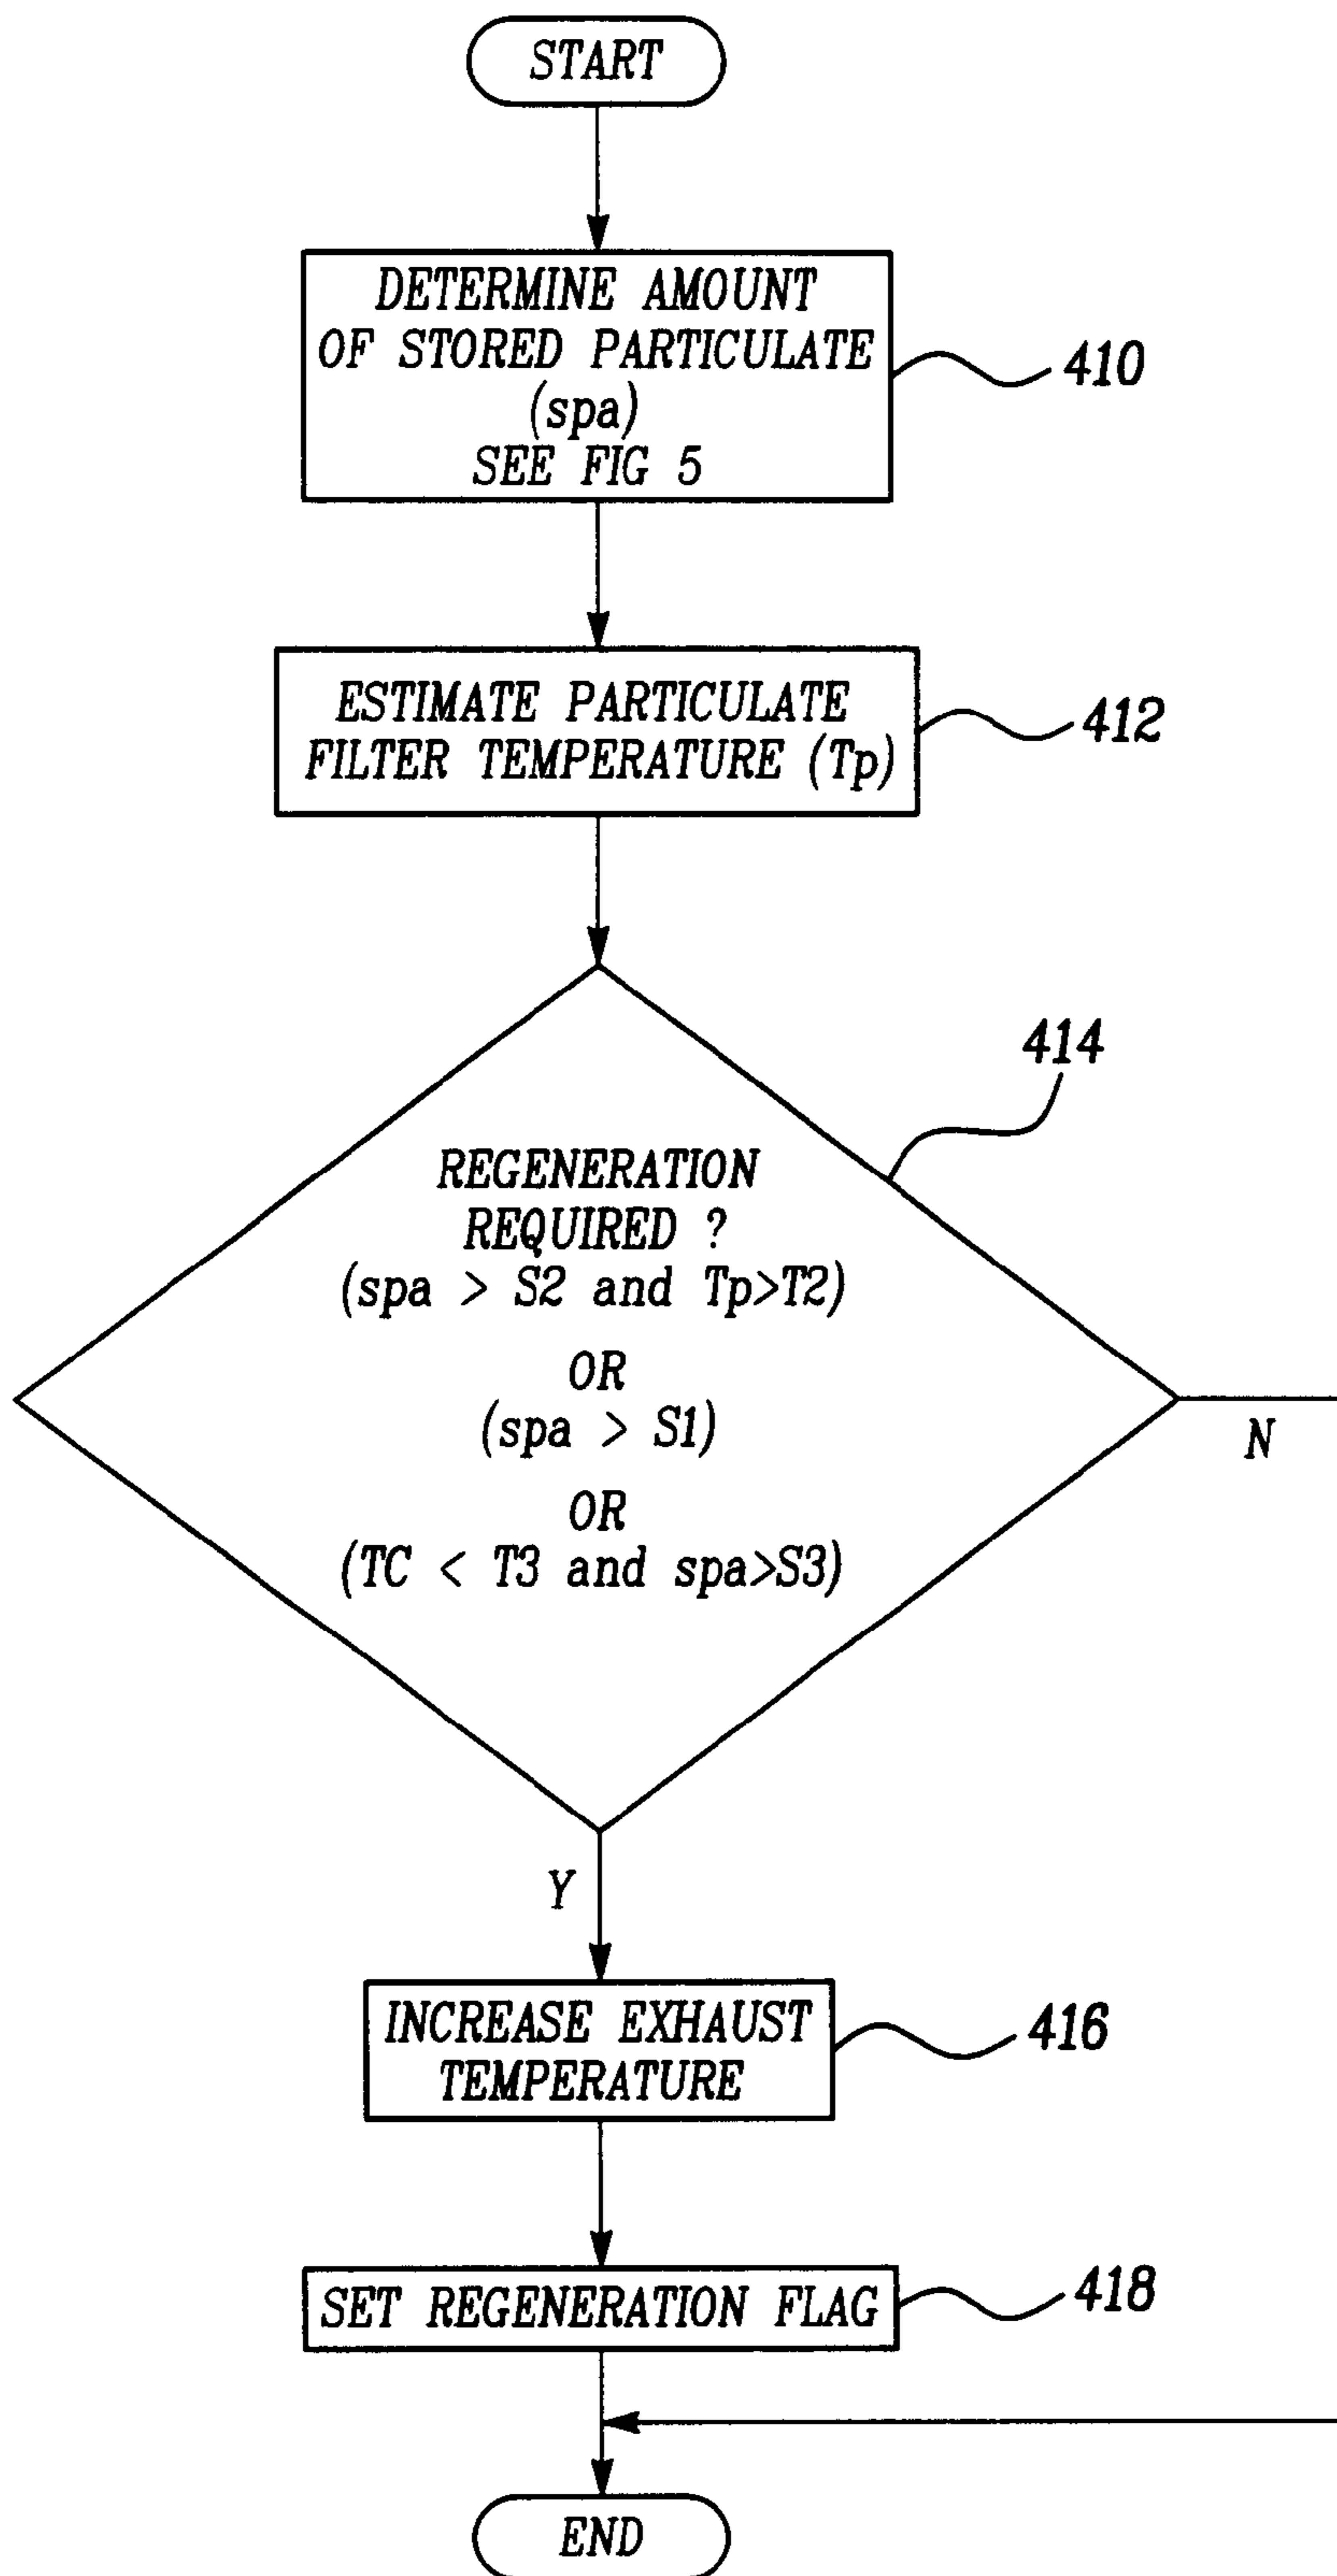 START
DETERMINE AMOUNT
OF STORED PARTICULATE
(spa)
SEE FIG 5
410
ESTIMATE PARTICULATE
FILTER TEMPERATURE (Tp)
412
414
REGENERATION
REQUIRED ?
(spa > S2 and Tp>T2)
OR
(spa > S1)
OR
(TC < T3 and spa>S3)
N
Y
INCREASE EXHAUST
TEMPERATURE
416
SET REGENERATION FLAG
418
END